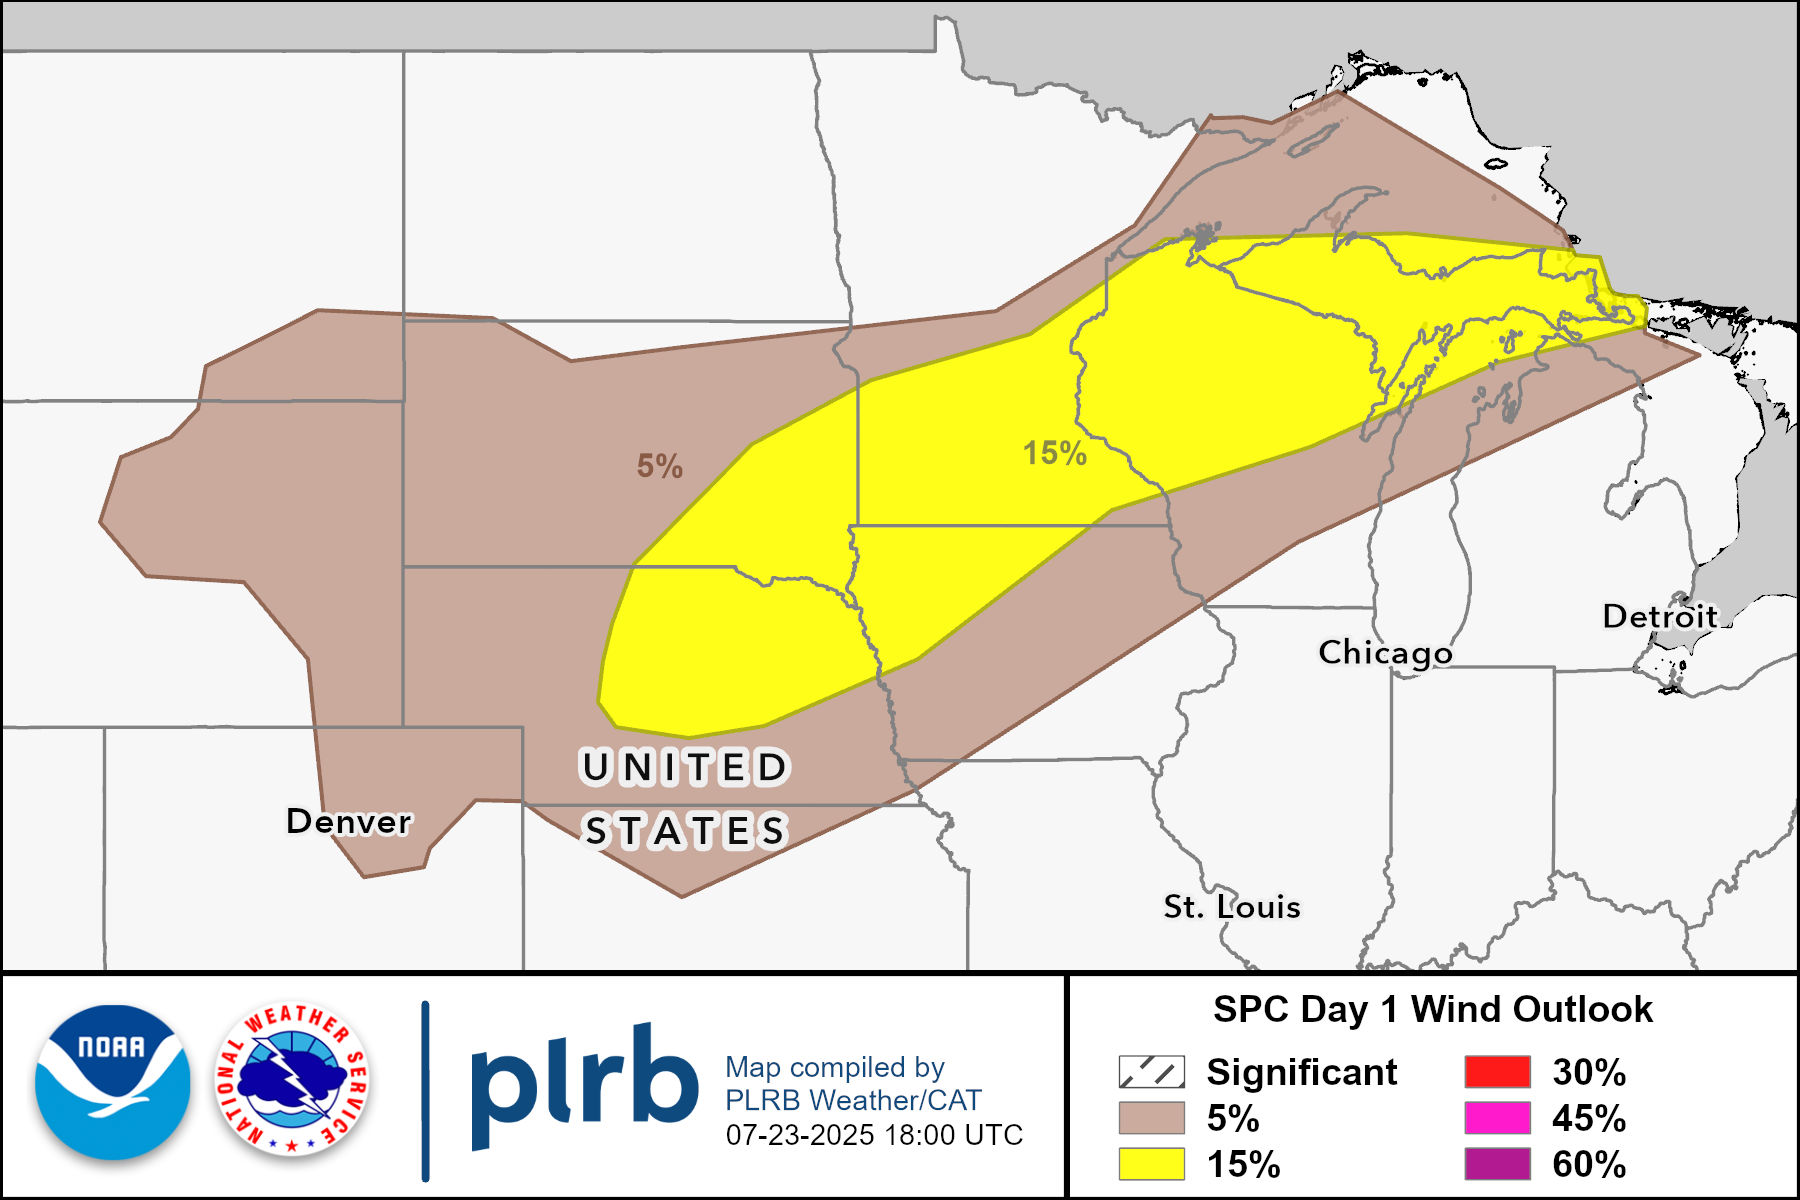 5%
15%
Detroit
Chicago
UNITED
STATES
Denver
St. Louis
NOAA
NATIONAL WEATHER SERVICE
plrb
Map compiled by
PLRB Weather/CAT
07-23-2025 18:00 UTC
SPC Day 1 Wind Outlook
Significant
5%
15%
30%
45%
60%